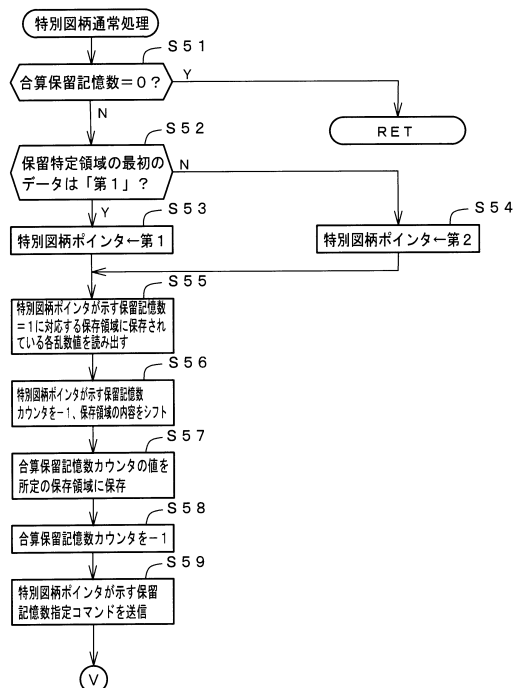 特別図柄通常処理
S51
合算保留記憶数=0?
Y
N
RET
S52
保留特定領域の最初の
データは「第1」?
N
Y
S53
特別図柄ポインタ←第1
S54
特別図柄ポインタ←第2
S55
特別図柄ポインタが示す保留記憶数
=1に対応する保存領域に保存され
ている各乱数値を読み出す
S56
特別図柄ポインタが示す保留記憶数
カウンタを-1、保存領域の内容をシフト
S57
合算保留記憶数カウンタの値を
所定の保存領域に保存
S58
合算保留記憶数カウンタを-1
S59
特別図柄ポインタが示す保留
記憶数指定コマンドを送信
V